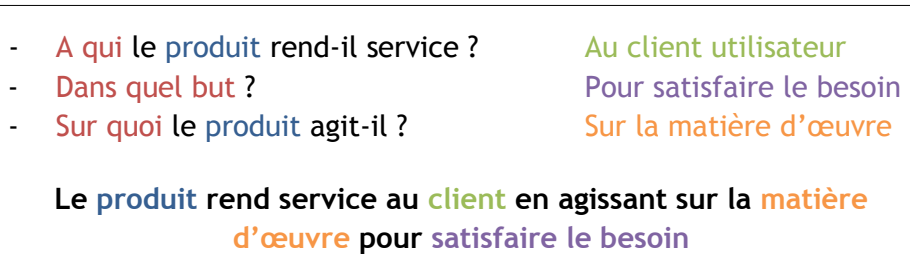 - A qui le produit rend-il service ? Au client utilisateur
- Dans quel but ? Pour satisfaire le besoin
- Sur quoi le produit agit-il ? Sur la matière d’œuvre
Le produit rend service au client en agissant sur la matière
d’œuvre pour satisfaire le besoin